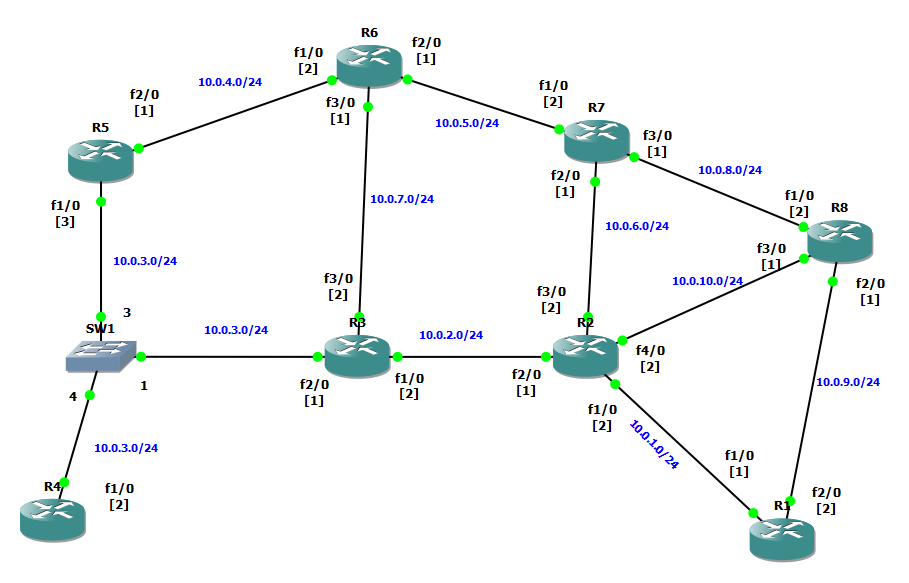 R6
f1/0
[2]
f2/0
[1]
10.0.4.0/24
f3/0
[1]
10.0.5.0/24
f1/0
[2]
R7
f2/0
[1]
R5
f3/0
[1]
f2/0
[1]
10.0.8.0/24
f1/0
[2]
R8
f1/0
[3]
10.0.7.0/24
10.0.6.0/24
f3/0
[1]
10.0.3.0/24
10.0.10.0/24
f2/0
[1]
f3/0
[2]
f3/0
[2]
3
SW1
10.0.3.0/24
R3
10.0.2.0/24
R2
f4/0
[2]
1
4
f2/0
[1]
f1/0
[2]
f2/0
[1]
10.0.9.0/24
f1/0
[2]
10.0.1.0/24
10.0.3.0/24
f1/0
[1]
R4
f1/0
[2]
f2/0
[2]
R1